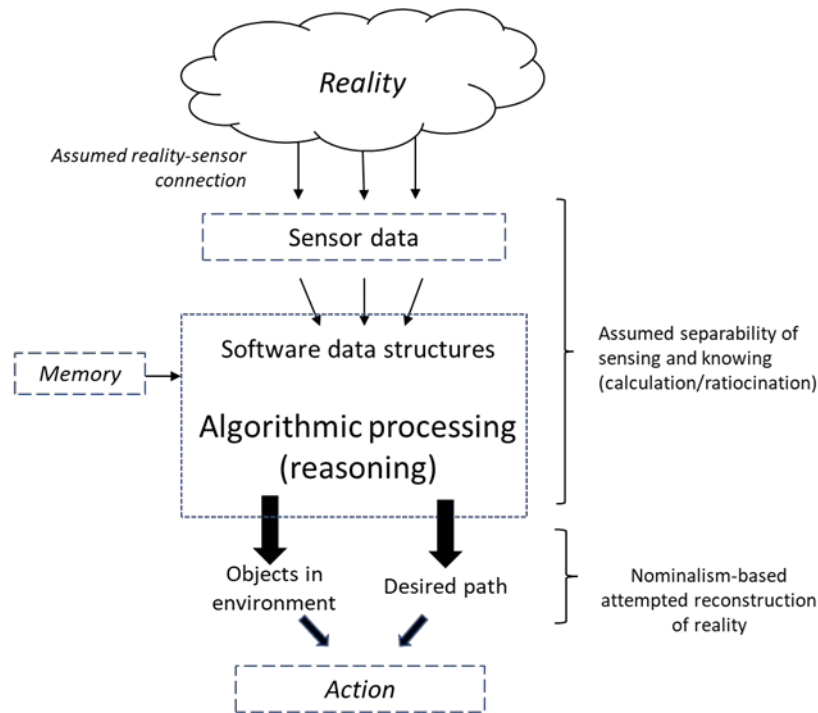 Reality
Assumed reality-sensor
connection
Sensor data
Software data structures
Memory
Algorithmic processing
(reasoning)
Assumed separability of
sensing and knowing
(calculation/ratiocination)
Objects in
environment
Desired path
Nominalism-based
attempted reconstruction
of reality
Action